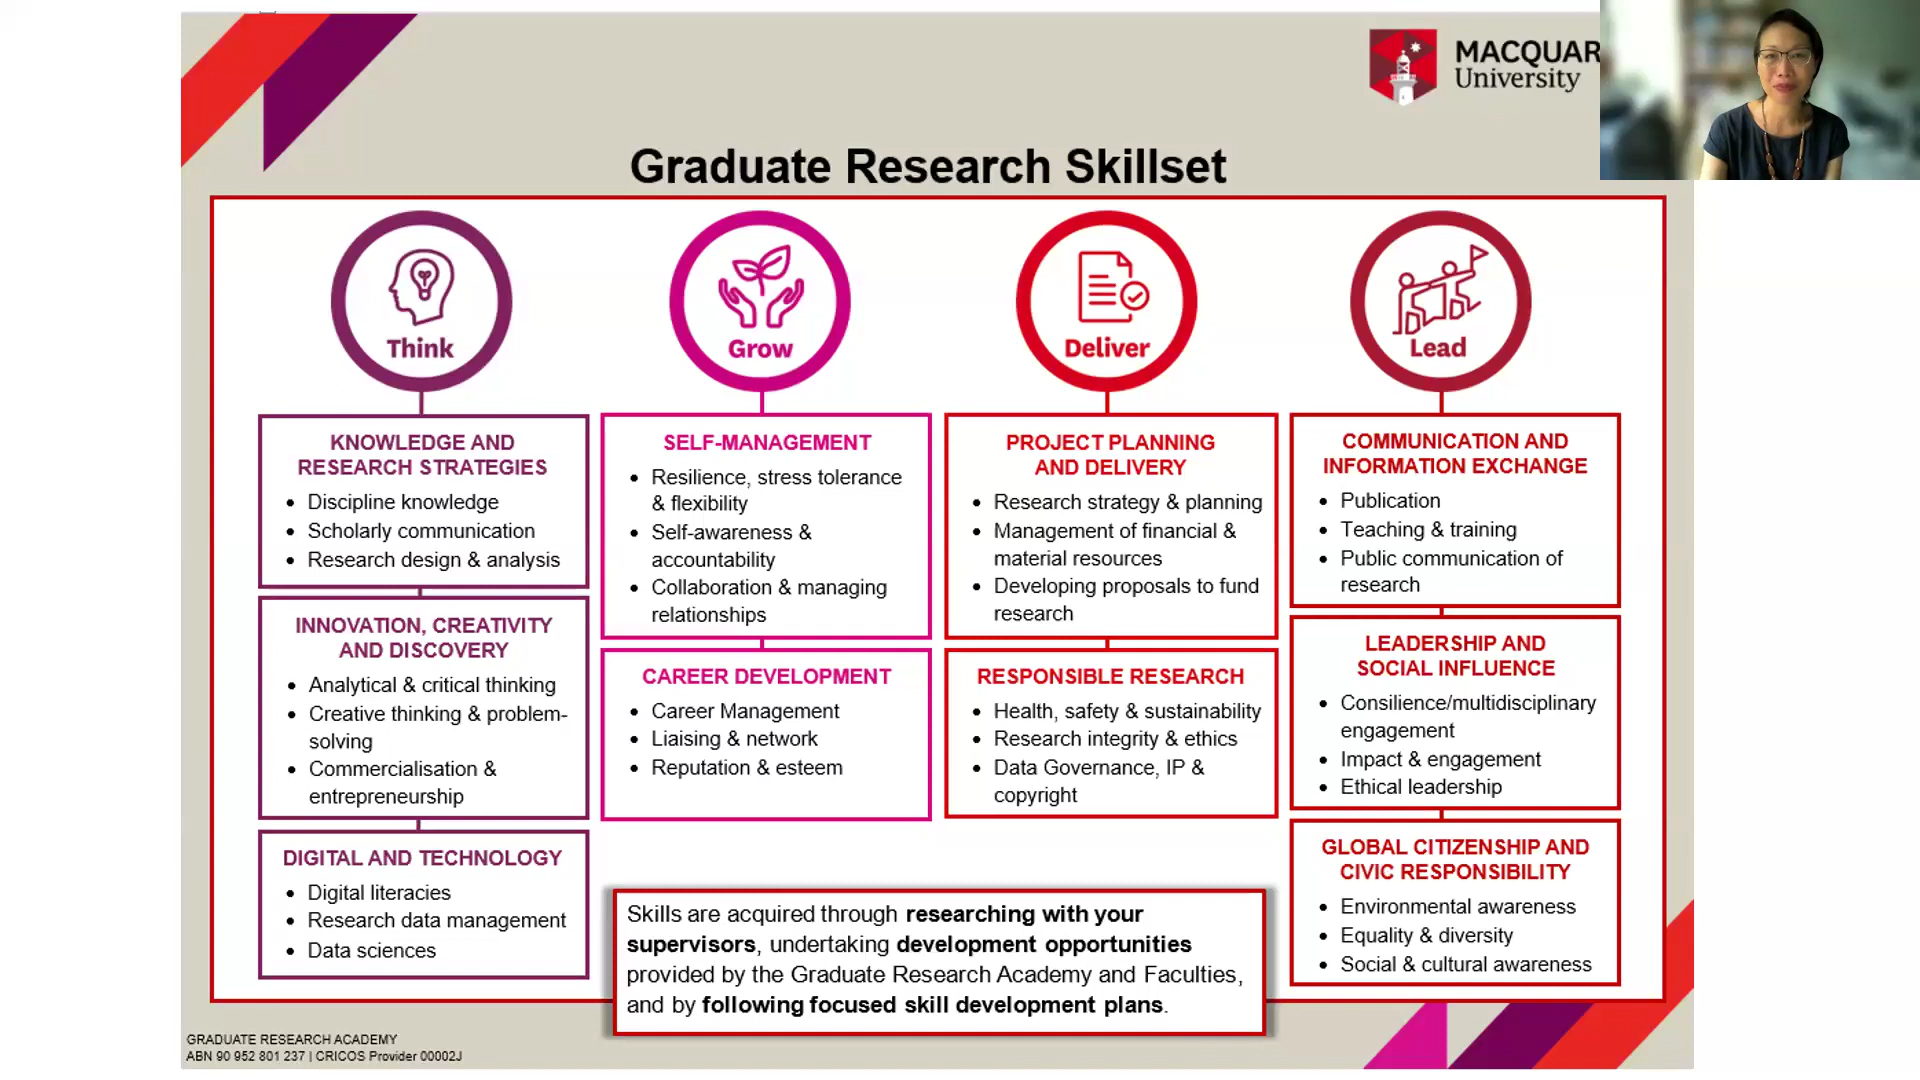 MACQUAR
University
Graduate Research Skillset
Think
KNOWLEDGE AND
RESEARCH STRATEGIES
• Discipline knowledge
• Scholarly communication
• Research design & analysis
INNOVATION, CREATIVITY
AND DISCOVERY
• Analytical & critical thinking
• Creative thinking & problem-
solving
• Commercialisation &
entrepreneurship
DIGITAL AND TECHNOLOGY
• Digital literacies
• Research data management
• Data sciences
Grow
SELF-MANAGEMENT
• Resilience, stress tolerance
& flexibility
• Self-awareness &
accountability
• Collaboration & managing
relationships
CAREER DEVELOPMENT
• Career Management
• Liaising & network
• Reputation & esteem
Deliver
PROJECT PLANNING
AND DELIVERY
• Research strategy & planning
• Management of financial &
material resources
• Developing proposals to fund
research
RESPONSIBLE RESEARCH
• Health, safety & sustainability
• Research integrity & ethics
• Data Governance, IP &
copyright
Lead
COMMUNICATION AND
INFORMATION EXCHANGE
• Publication
• Teaching & training
• Public communication of
research
LEADERSHIP AND
SOCIAL INFLUENCE
• Consilience/multidisciplinary
engagement
• Impact & engagement
• Ethical leadership
GLOBAL CITIZENSHIP AND
CIVIC RESPONSIBILITY
• Environmental awareness
• Equality & diversity
• Social & cultural awareness
Skills are acquired through researching with your
supervisors, undertaking development opportunities
provided by the Graduate Research Academy and Faculties,
and by following focused skill development plans.
GRADUATE RESEARCH ACADEMY
ABN 90 952 801 237 | CRICOS Provider 00002J